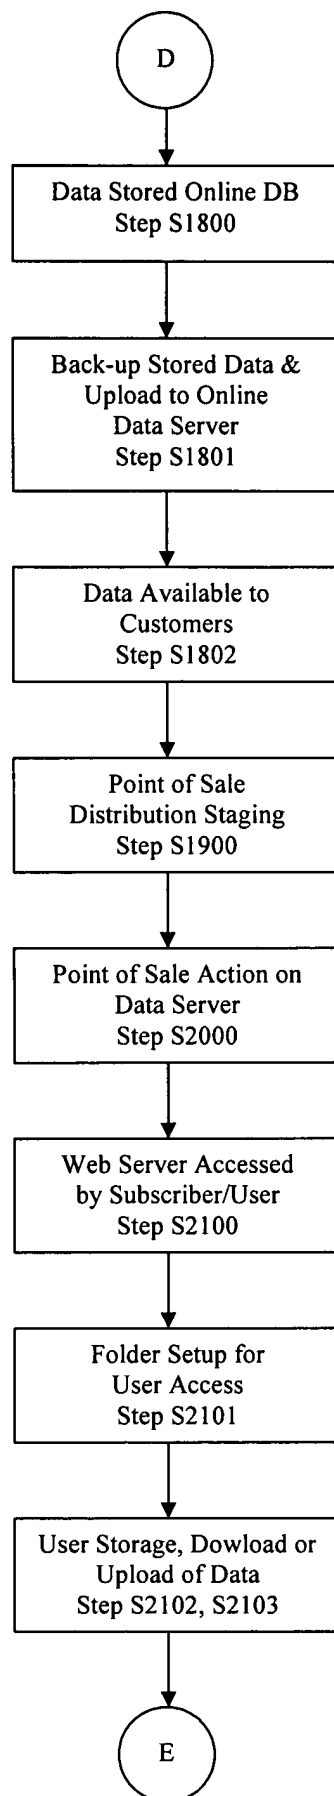 D
Data Stored Online DB
Step S1800
Back-up Stored Data &
Upload to Online
Data Server
Step S1801
Data Available to
Customers
Step S1802
Point of Sale
Distribution Staging
Step S1900
Point of Sale Action on
Data Server
Step S2000
Web Server Accessed
by Subscriber/User
Step S2100
Folder Setup for
User Access
Step S2101
User Storage, Dowload or
Upload of Data
Step S2102, S2103
E